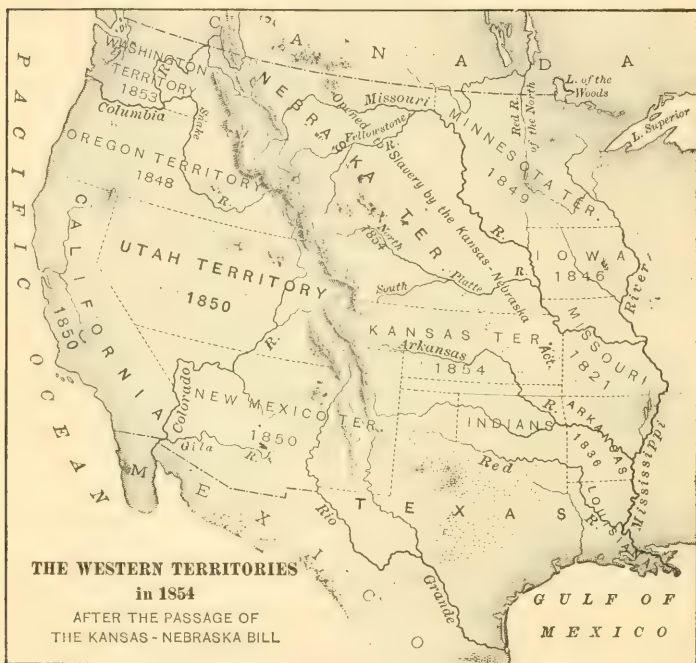 CANADA
PACIFIC OCEAN
WASHINGTON
TERRITORY
1853
R.
Columbia
Snake
R.
OREGON TERRITORY
1848
NEBRASKA TER.
1854
Opened to Slavery by the Kansas-Nebraska Act.
Missouri
R.
Yellowstone
R.
Red R.
of the North
L. of the
Woods
L. Superior
MINNESOTA TER.
1849
IOWA
1846
River
CALIFORNIA
1850
UTAH TERRITORY
1850
North
South
Platte
R.
KANSAS TER.
1854
Arkansas
R.
MISSOURI
1821
Colorado
R.
NEW MEXICO TER.
1850
Gila
R.
INDIANS
ARKANSAS
1836
Red
R.
Mississippi
TEXAS
Rio
Grande
MEXICO
GULF OF
MEXICO
THE WESTERN TERRITORIES
in 1854
AFTER THE PASSAGE OF
THE KANSAS-NEBRASKA BILL